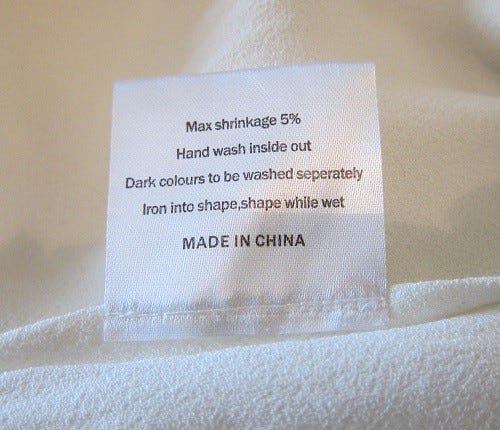 Max shrinkage 5%
Hand wash inside out
Dark colours to be washed seperately
Iron into shape,shape while wet
MADE IN CHINA